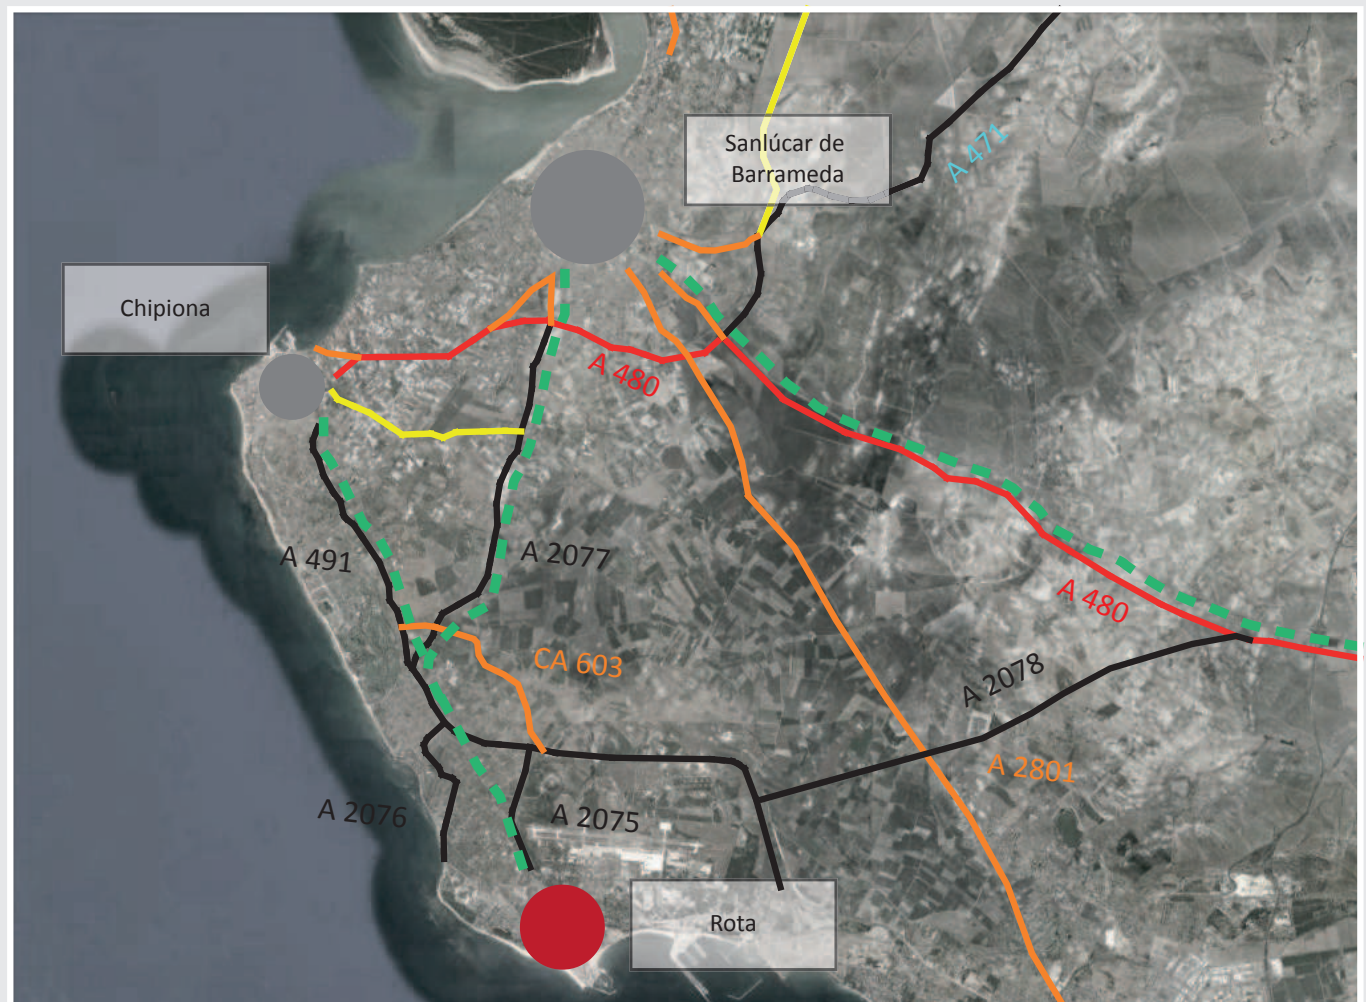 Sanlúcar de
Barrameda
A 471
Chipiona
A 480
A 491
A 2077
A 480
CA 603
A 2078
A 2801
A 2076
A 2075
Rota